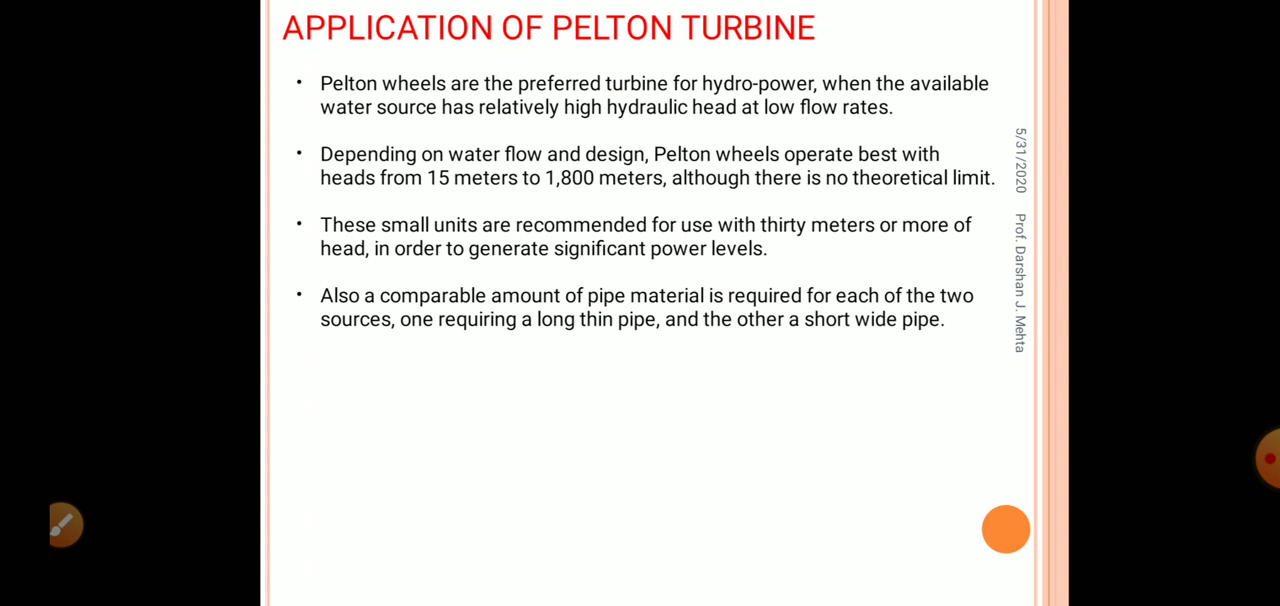 APPLICATION OF PELTON TURBINE
• Pelton wheels are the preferred turbine for hydro-power, when the available
water source has relatively high hydraulic head at low flow rates.
• Depending on water flow and design, Pelton wheels operate best with
heads from 15 meters to 1,800 meters, although there is no theoretical limit.
• These small units are recommended for use with thirty meters or more of
head, in order to generate significant power levels.
• Also a comparable amount of pipe material is required for each of the two
sources, one requiring a long thin pipe, and the other a short wide pipe.
5/31/2020 Prof. Darshan J. Mehta